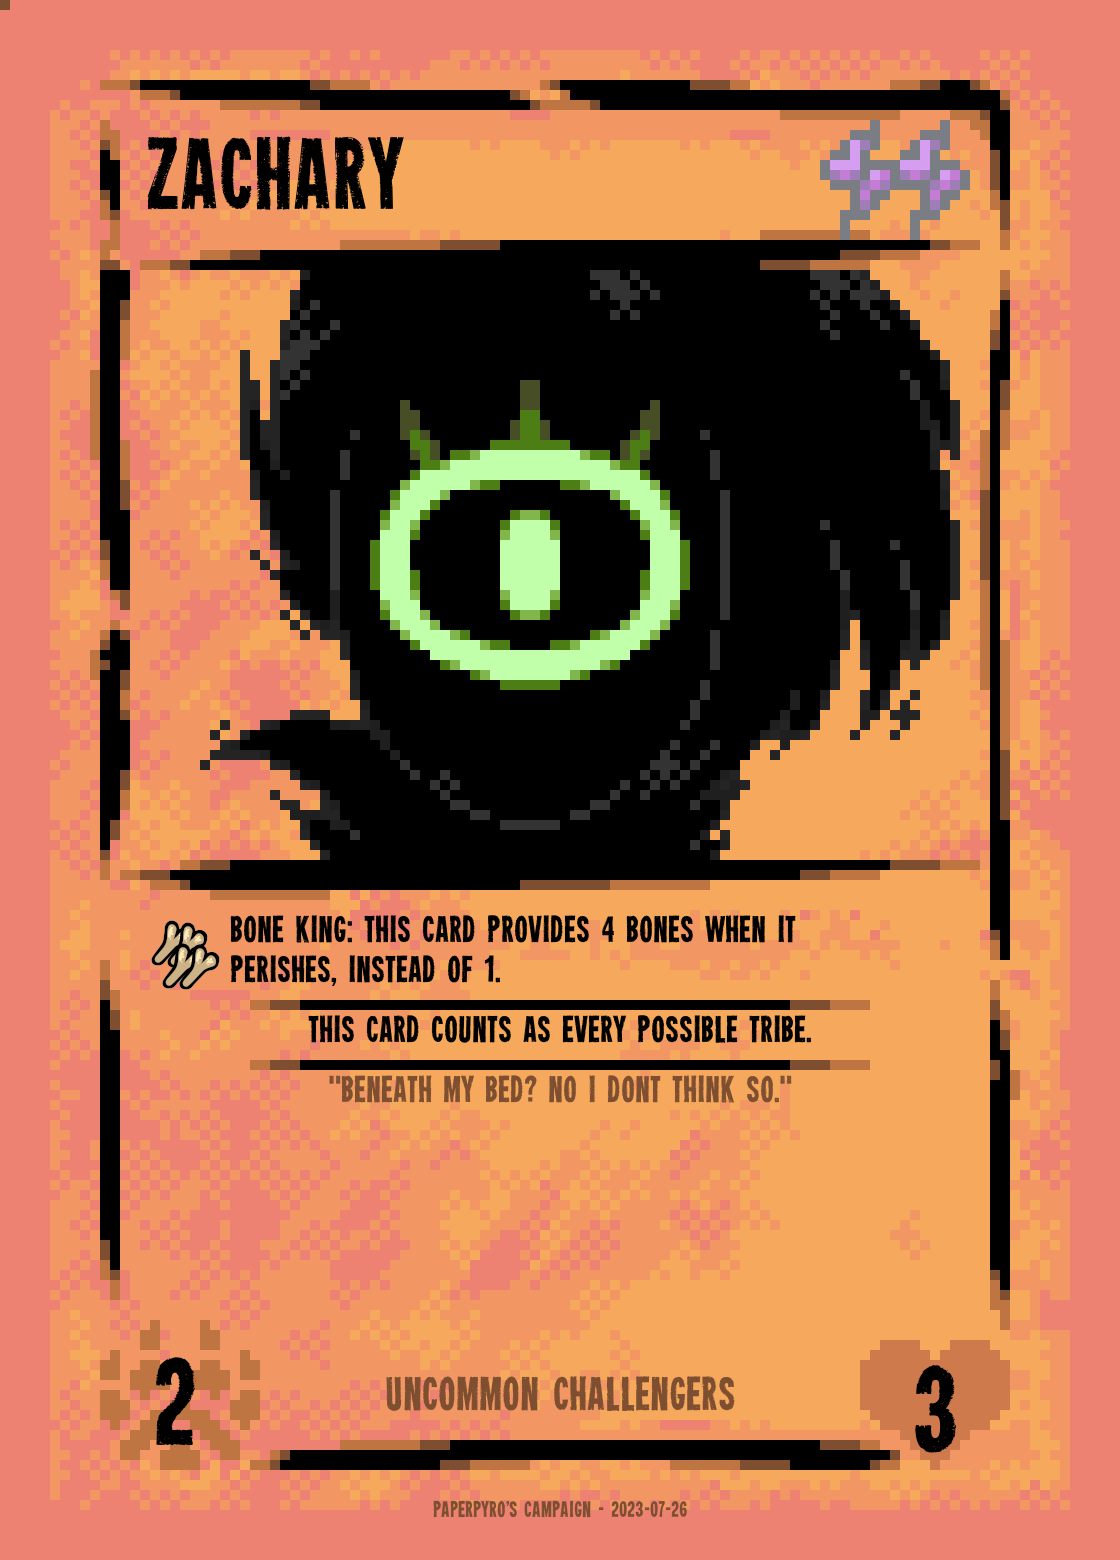 ZACHARY
BONE KING: THIS CARD PROVIDES 4 BONES WHEN IT
PERISHES, INSTEAD OF 1.
THIS CARD COUNTS AS EVERY POSSIBLE TRIBE.
"BENEATH MY BED? NO I DONT THINK SO."
2
UNCOMMON CHALLENGERS
3
PAPERPYRO'S CAMPAIGN - 2023-07-26